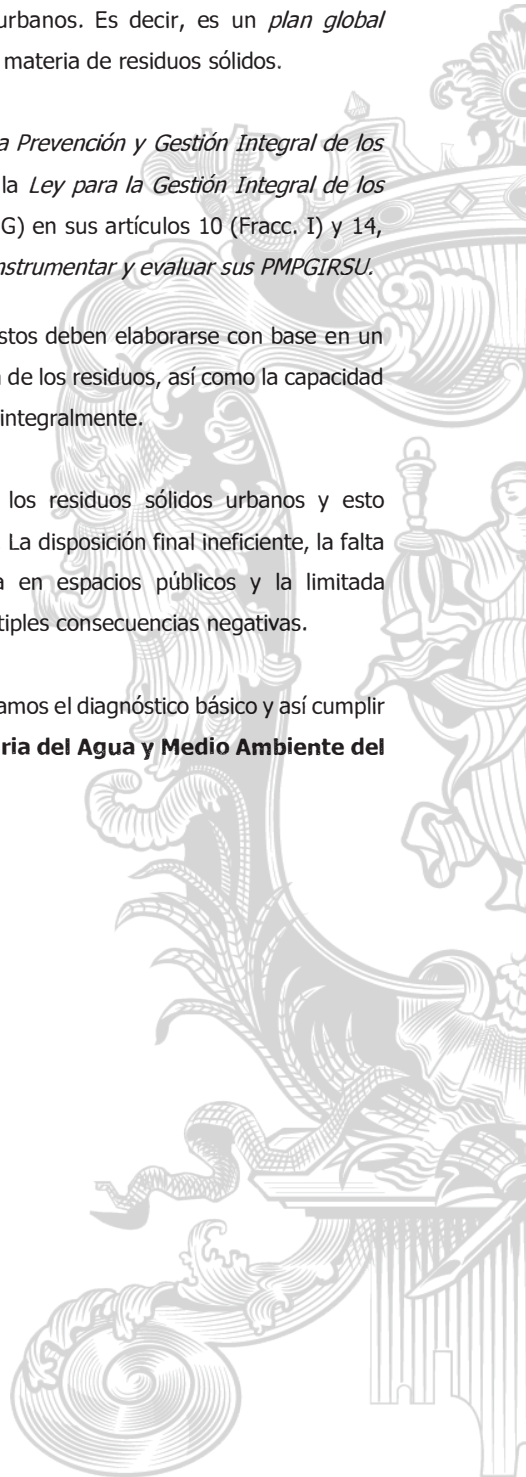 urbanos. Es decir, es un plan global
materia de residuos sólidos.
a Prevención y Gestión Integral de los
la Ley para la Gestión Integral de los
G) en sus artículos 10 (Fracc. I) y 14,
nstrumentar y evaluar sus PMPGIRSU.
stos deben elaborarse con base en un
de los residuos, así como la capacidad
integralmente.
los residuos sólidos urbanos y esto
La disposición final ineficiente, la falta
a en espacios públicos y la limitada
tiples consecuencias negativas.
amos el diagnóstico básico y así cumplir
ria del Agua y Medio Ambiente del